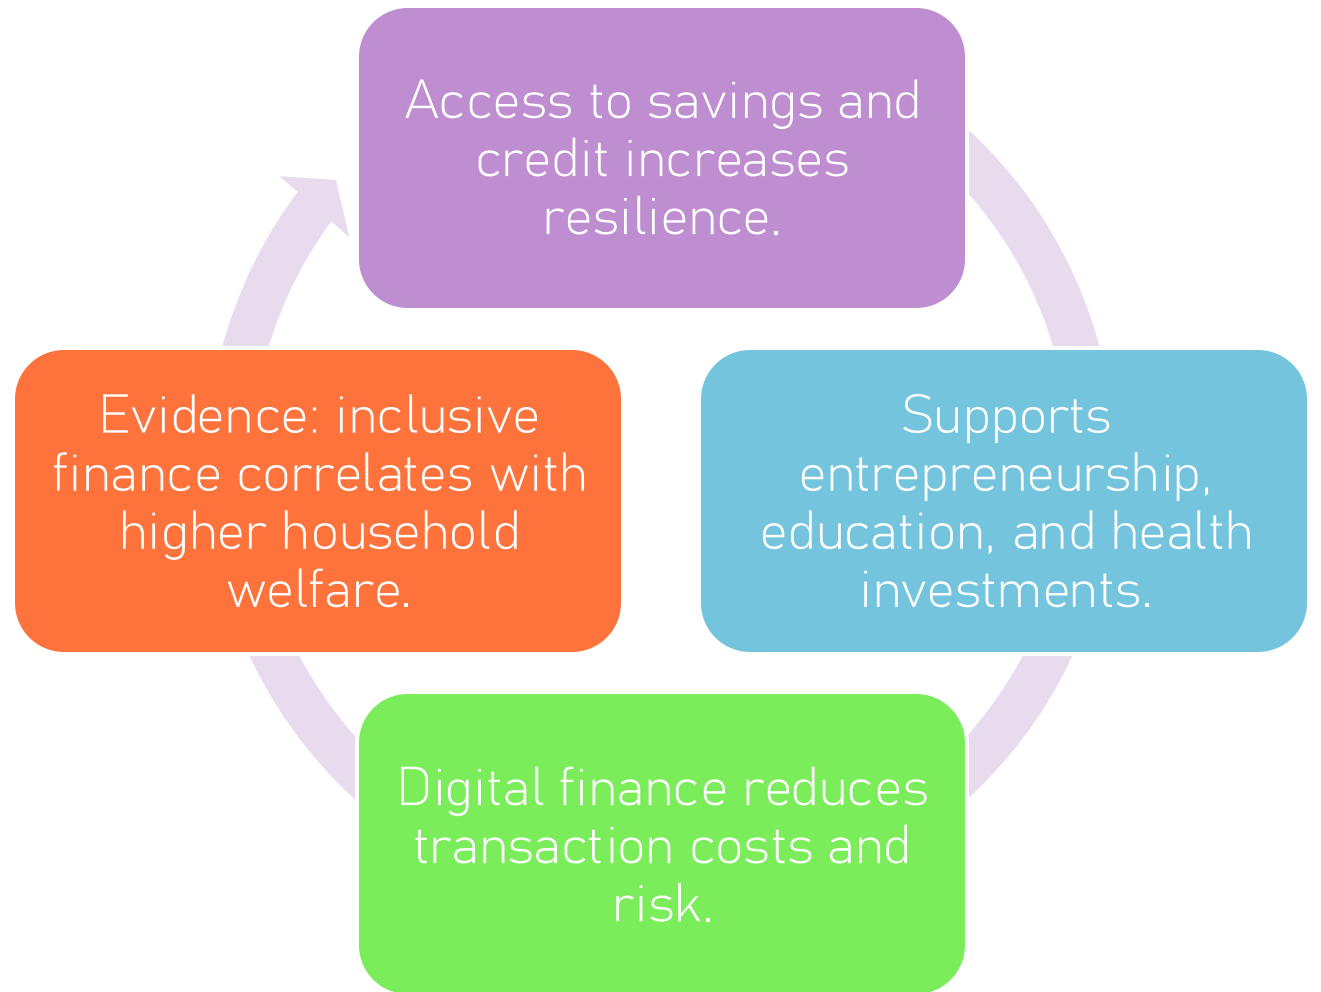 Access to savings and
credit increases
resilience.
Supports
entrepreneurship,
education, and health
investments.
Digital finance reduces
transaction costs and
risk.
Evidence: inclusive
finance correlates with
higher household
welfare.